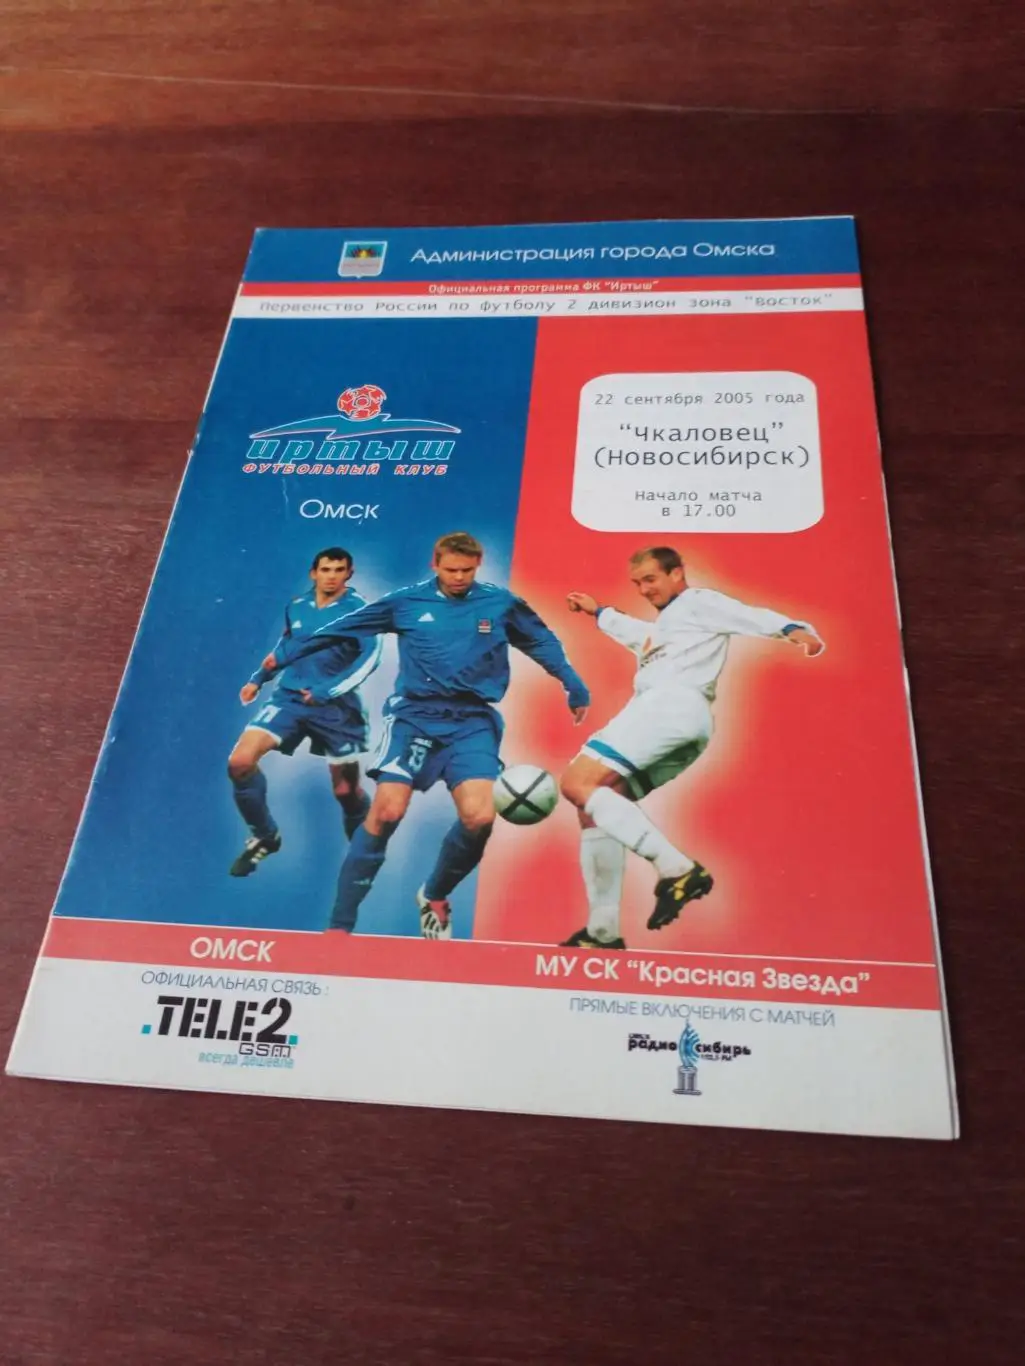 Администрация города Омска
Официальная программа ФК "Иртыш"
Первенство России по футболу 2 дивизион зона "Восток"
22 сентября 2005 года
"Чкаловец"
(Новосибирск)
Начало матча
в 17.00
иртыш
ФУТБОЛЬНЫЙ КЛУБ
Омск
13
ОМСК
МУ СК "Красная Звезда"
ОФИЦИАЛЬНАЯ СВЯЗЬ:
TELE2
GSM
всегда дешевле
ПРЯМЫЕ ВКЛЮЧЕНИЯ С МАТЧЕЙ
радио сибирь